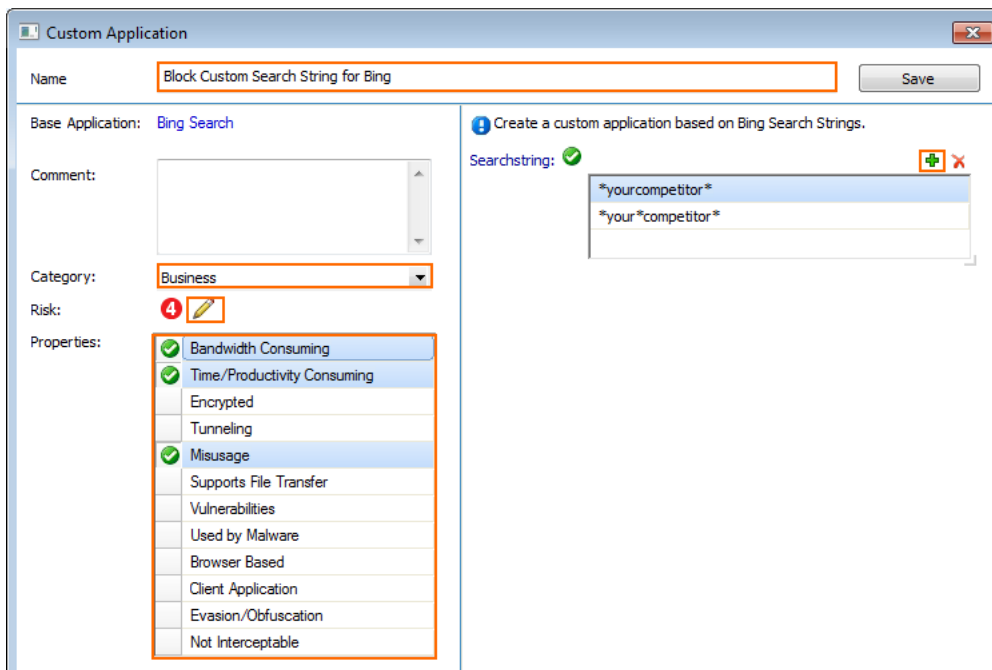 Custom Application
Name
Block Custom Search String for Bing
Save
Base Application: Bing Search
Comment:
Category:
Business
Risk:
4
Properties:
Bandwidth Consuming
Time/Productivity Consuming
Encrypted
Tunneling
Misusage
Supports File Transfer
Vulnerabilities
Used by Malware
Browser Based
Client Application
Evasion/Obfuscation
Not Interceptable
Create a custom application based on Bing Search Strings.
Searchstring:
*yourcompetitor*
*your*competitor*